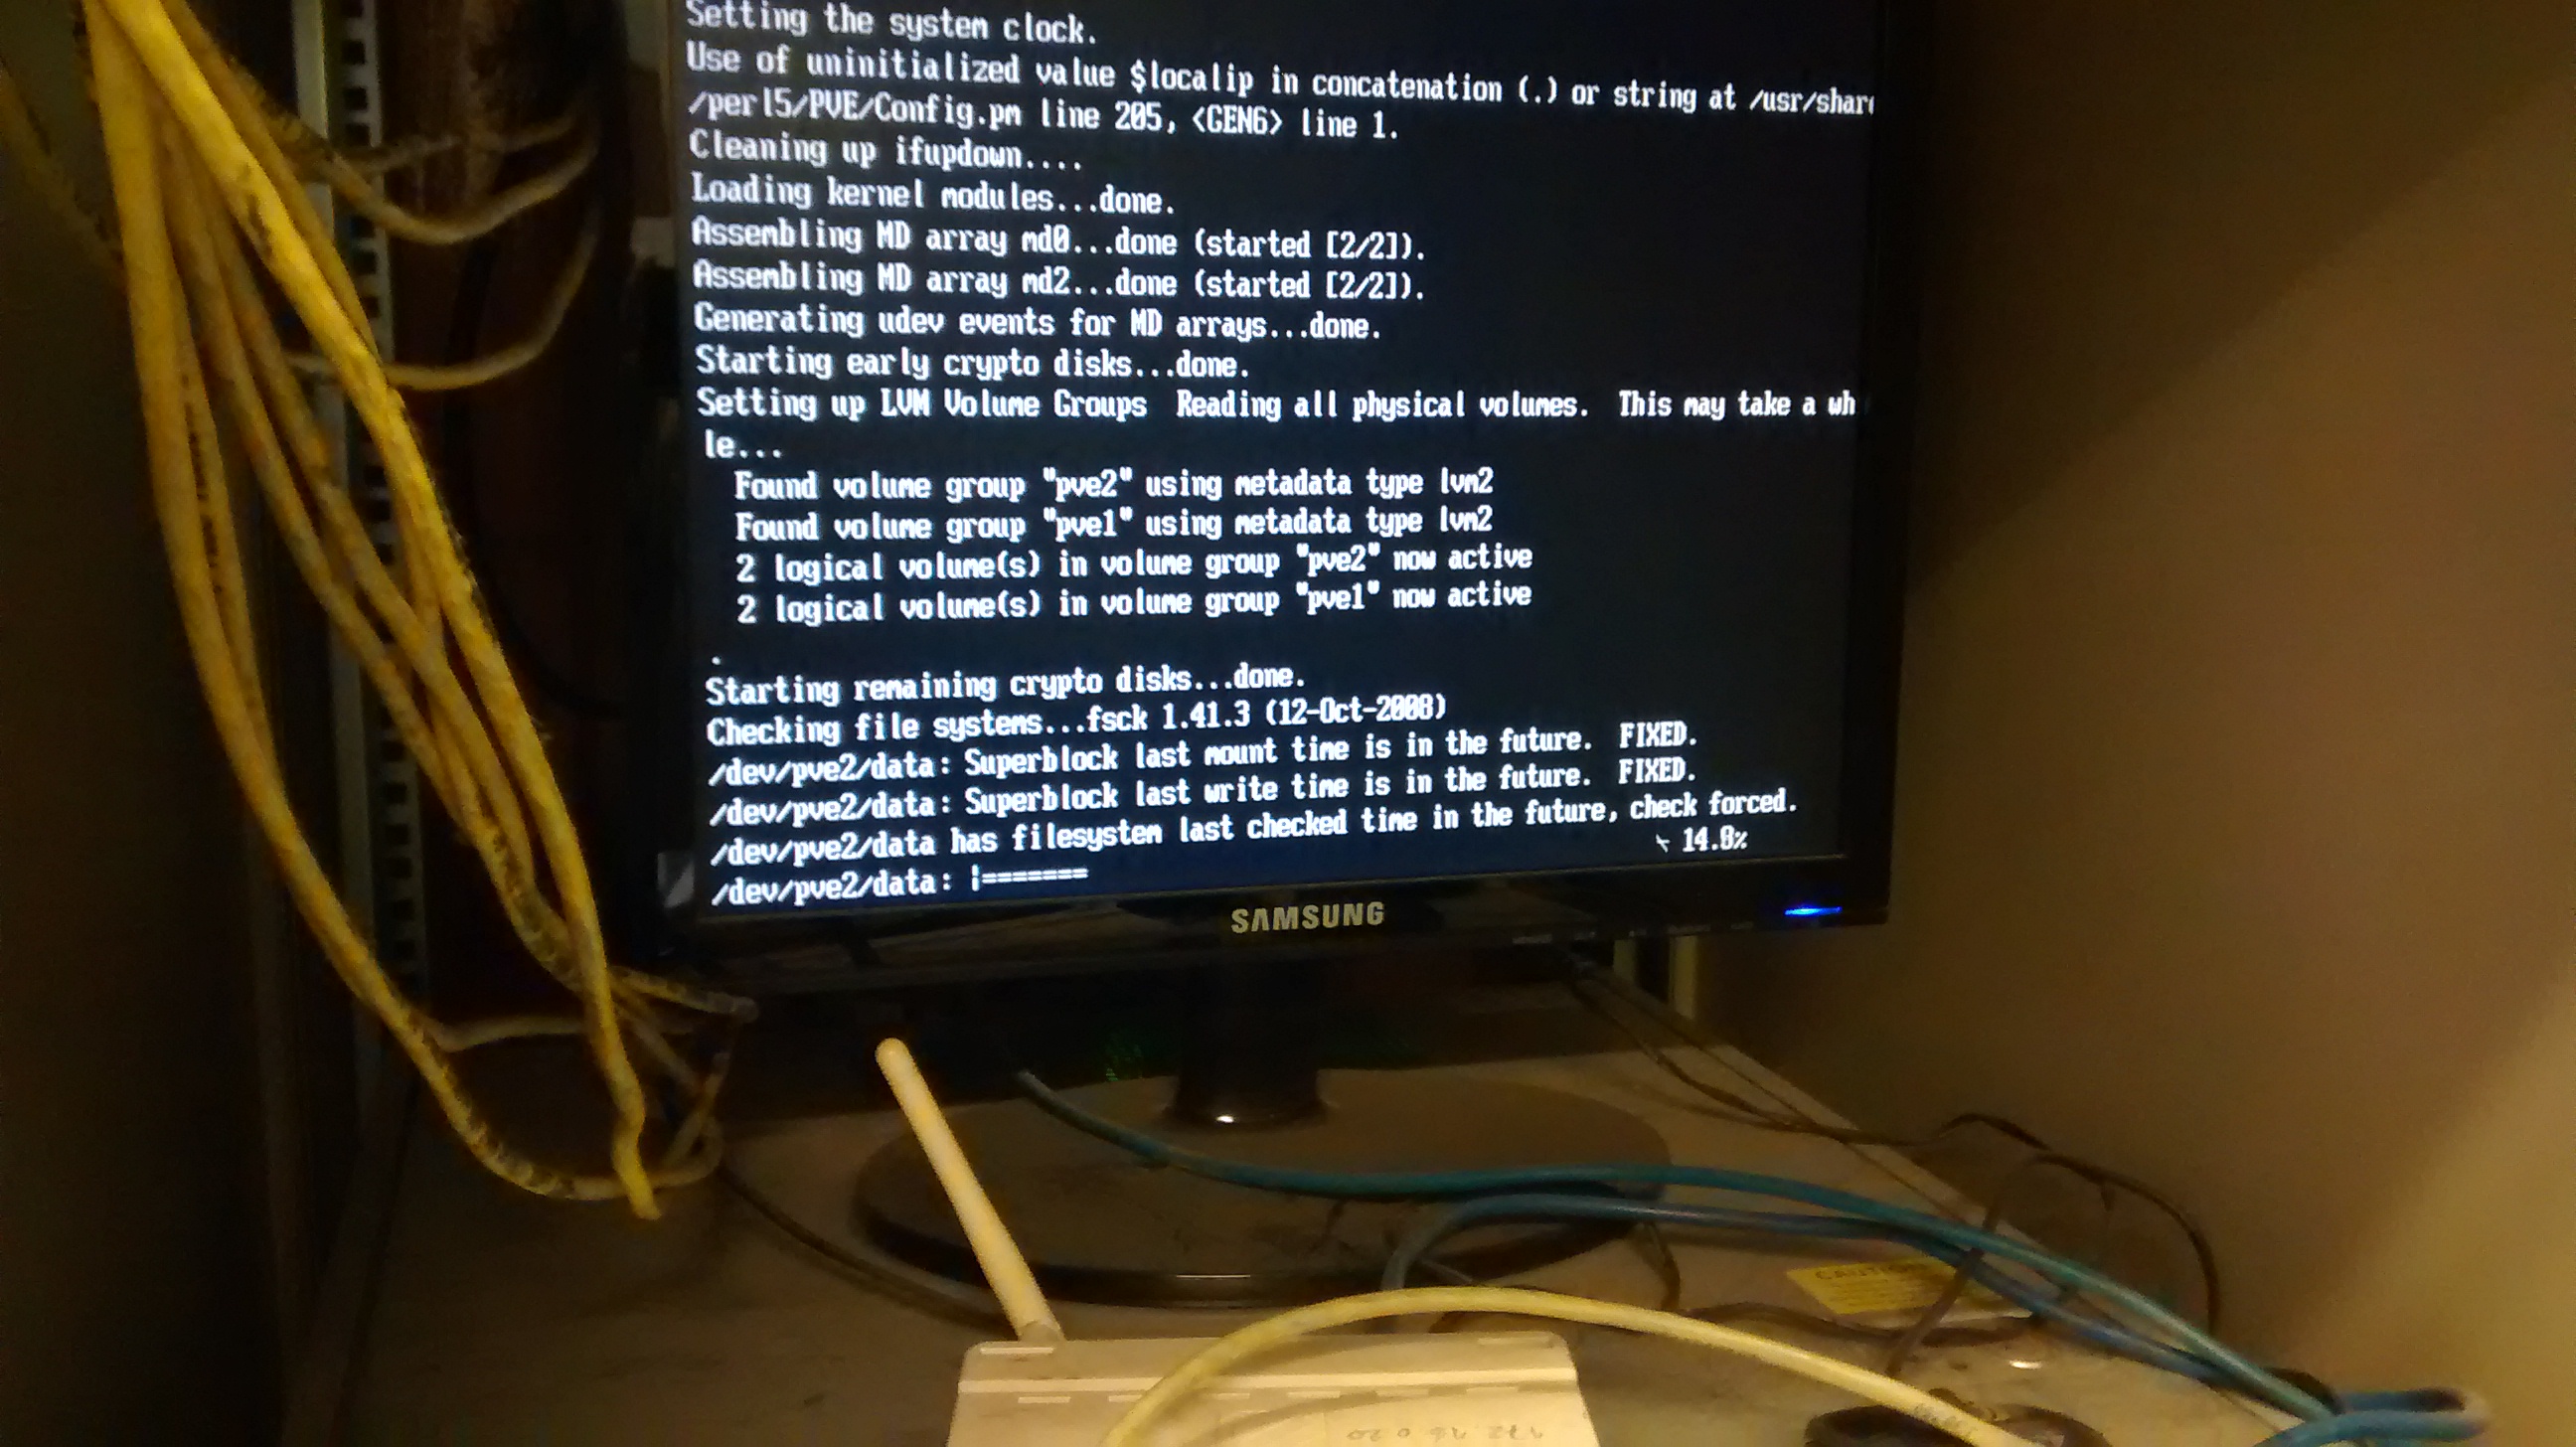 Setting the system clock.
Use of uninitialized value $localip in concatenation (.) or string at /usr/shar
/perl5/PVE/Config.pm line 205, <GEN6> line 1.
Cleaning up ifupdown....
Loading kernel modules...done.
Assembling MD array md0...done (started [2/2]).
Assembling MD array md2...done (started [2/2]).
Generating udev events for MD arrays...done.
Starting early crypto disks...done.
Setting up LVM Volume Groups  Reading all physical volumes.  This may take a wh
le...
Found volume group "pve2" using metadata type lvm2
Found volume group "pve1" using metadata type lvm2
2 logical volume(s) in volume group "pve2" now active
2 logical volume(s) in volume group "pve1" now active
.
Starting remaining crypto disks...done.
Checking file systems...fsck 1.41.3 (12-Oct-2008)
/dev/pve2/data: Superblock last mount time is in the future.  FIXED.
/dev/pve2/data: Superblock last write time is in the future.  FIXED.
/dev/pve2/data has filesystem last checked time in the future, check forced.
/dev/pve2/data: |======= \ 14.8%
SAMSUNG